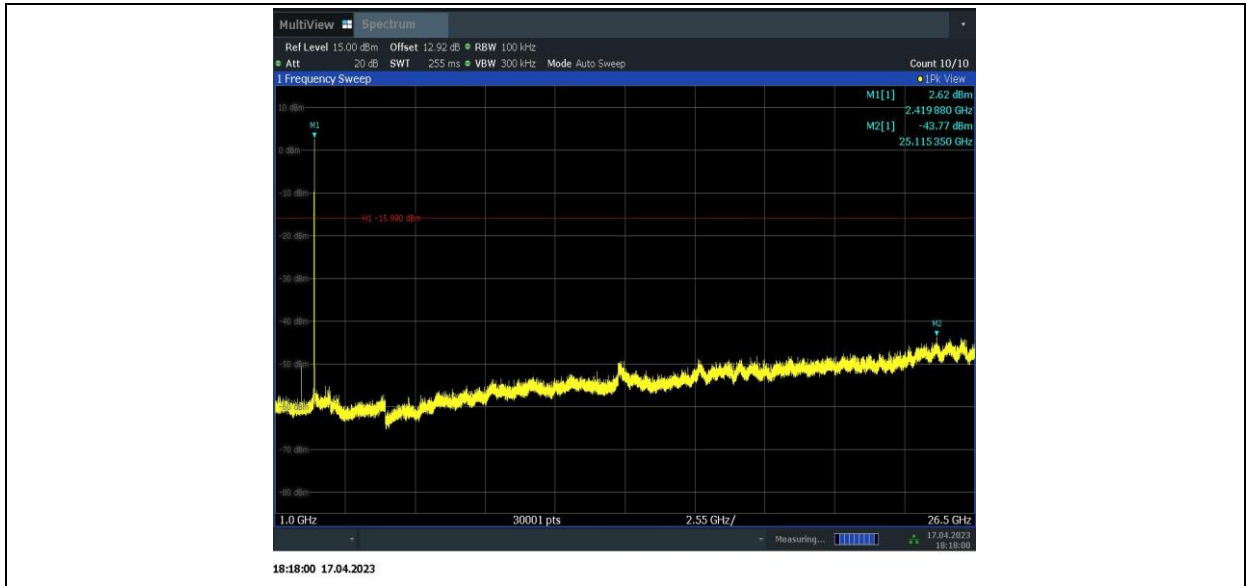 MultiView Spectrum
Ref Level 15.00 dBm Offset 12.92 dB RBW 100 kHz
Att 20 dB SWT 255 ms VBW 300 kHz Mode Auto Sweep Count 10/10
1 Frequency Sweep 1Pk View
M1[1] 2.62 dBm
2.419 880 GHz
M2[1] -43.77 dBm
25.115 350 GHz
10 dBm
M1
0 dBm
-10 dBm
H1 -15.990 dBm
-20 dBm
-30 dBm
-40 dBm
M2
-50 dBm
-60 dBm
-70 dBm
-80 dBm
1.0 GHz 30001 pts 2.55 GHz/ 26.5 GHz
Measuring... 17.04.2023
18:18:00
18:18:00 17.04.2023